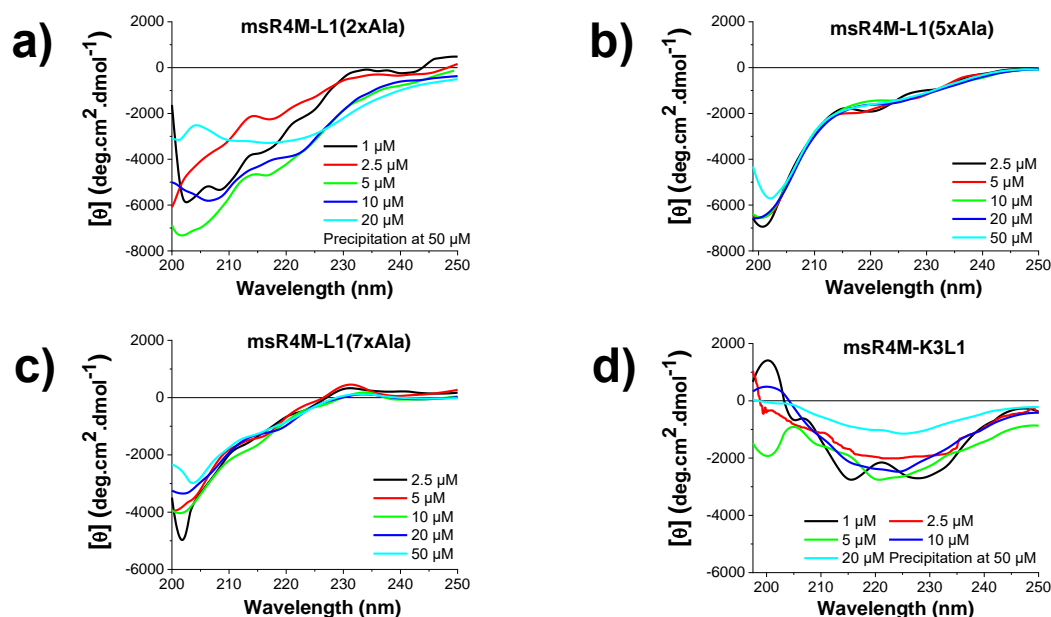 a)
msR4M-L1(2xAla)
[θ] (deg.cm².dmol⁻¹)
2000
0
-2000
-4000
-6000
-8000
1 µM
2.5 µM
5 µM
10 µM
20 µM
Precipitation at 50 µM
200 210 220 230 240 250
Wavelength (nm)
b)
msR4M-L1(5xAla)
[θ] (deg.cm².dmol⁻¹)
2000
0
-2000
-4000
-6000
-8000
2.5 µM
5 µM
10 µM
20 µM
50 µM
200 210 220 230 240 250
Wavelength (nm)
c)
msR4M-L1(7xAla)
[θ] (deg.cm².dmol⁻¹)
2000
0
-2000
-4000
-6000
2.5 µM
5 µM
10 µM
20 µM
50 µM
200 210 220 230 240 250
Wavelength (nm)
d)
msR4M-K3L1
[θ] (deg.cm².dmol⁻¹)
2000
0
-2000
-4000
-6000
1 µM 2.5 µM
5 µM 10 µM
20 µM Precipitation at 50 µM
200 210 220 230 240 250
Wavelength (nm)